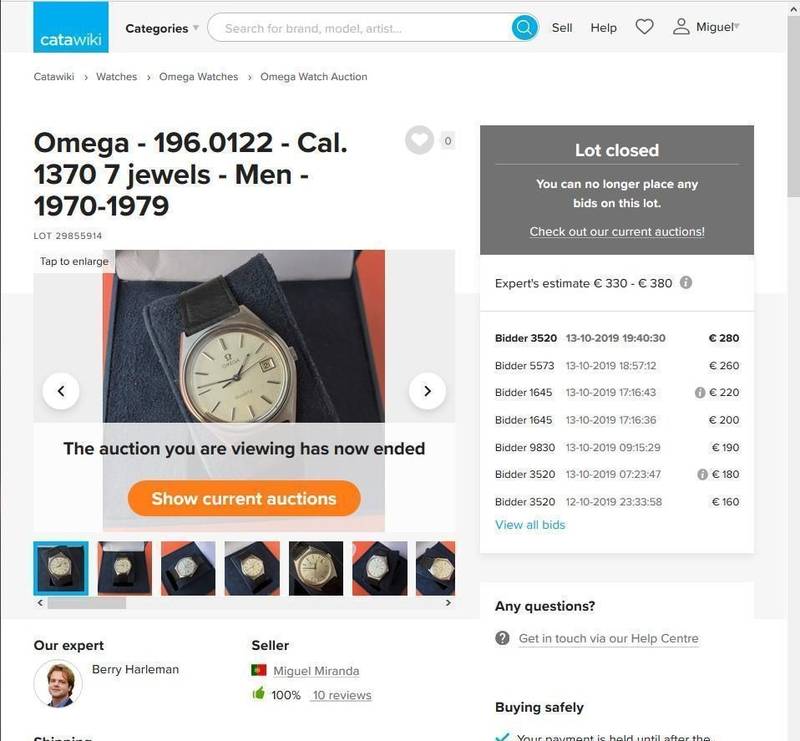 catawiki
Categories
Search for brand, model, artist...
Sell
Help
Miguel
Catawiki › Watches › Omega Watches › Omega Watch Auction
Omega - 196.0122 - Cal.
1370 7 jewels - Men -
1970-1979
0
LOT 29855914
Tap to enlarge
OMEGA
The auction you are viewing has now ended
Show current auctions
Our expert
Berry Harleman
Seller
Miguel Miranda
100% 10 reviews
Lot closed
You can no longer place any
bids on this lot.
Check out our current auctions!
Expert's estimate € 330 - € 380
Bidder 3520 13-10-2019 19:40:30 € 280
Bidder 5573 13-10-2019 18:57:12 € 260
Bidder 1645 13-10-2019 17:16:43 € 220
Bidder 1645 13-10-2019 17:16:36 € 200
Bidder 9830 13-10-2019 09:15:29 € 190
Bidder 3520 13-10-2019 07:23:47 € 180
Bidder 3520 12-10-2019 23:33:58 € 160
View all bids
Any questions?
Get in touch via our Help Centre
Buying safely
Your payment is held until after the
Shipping